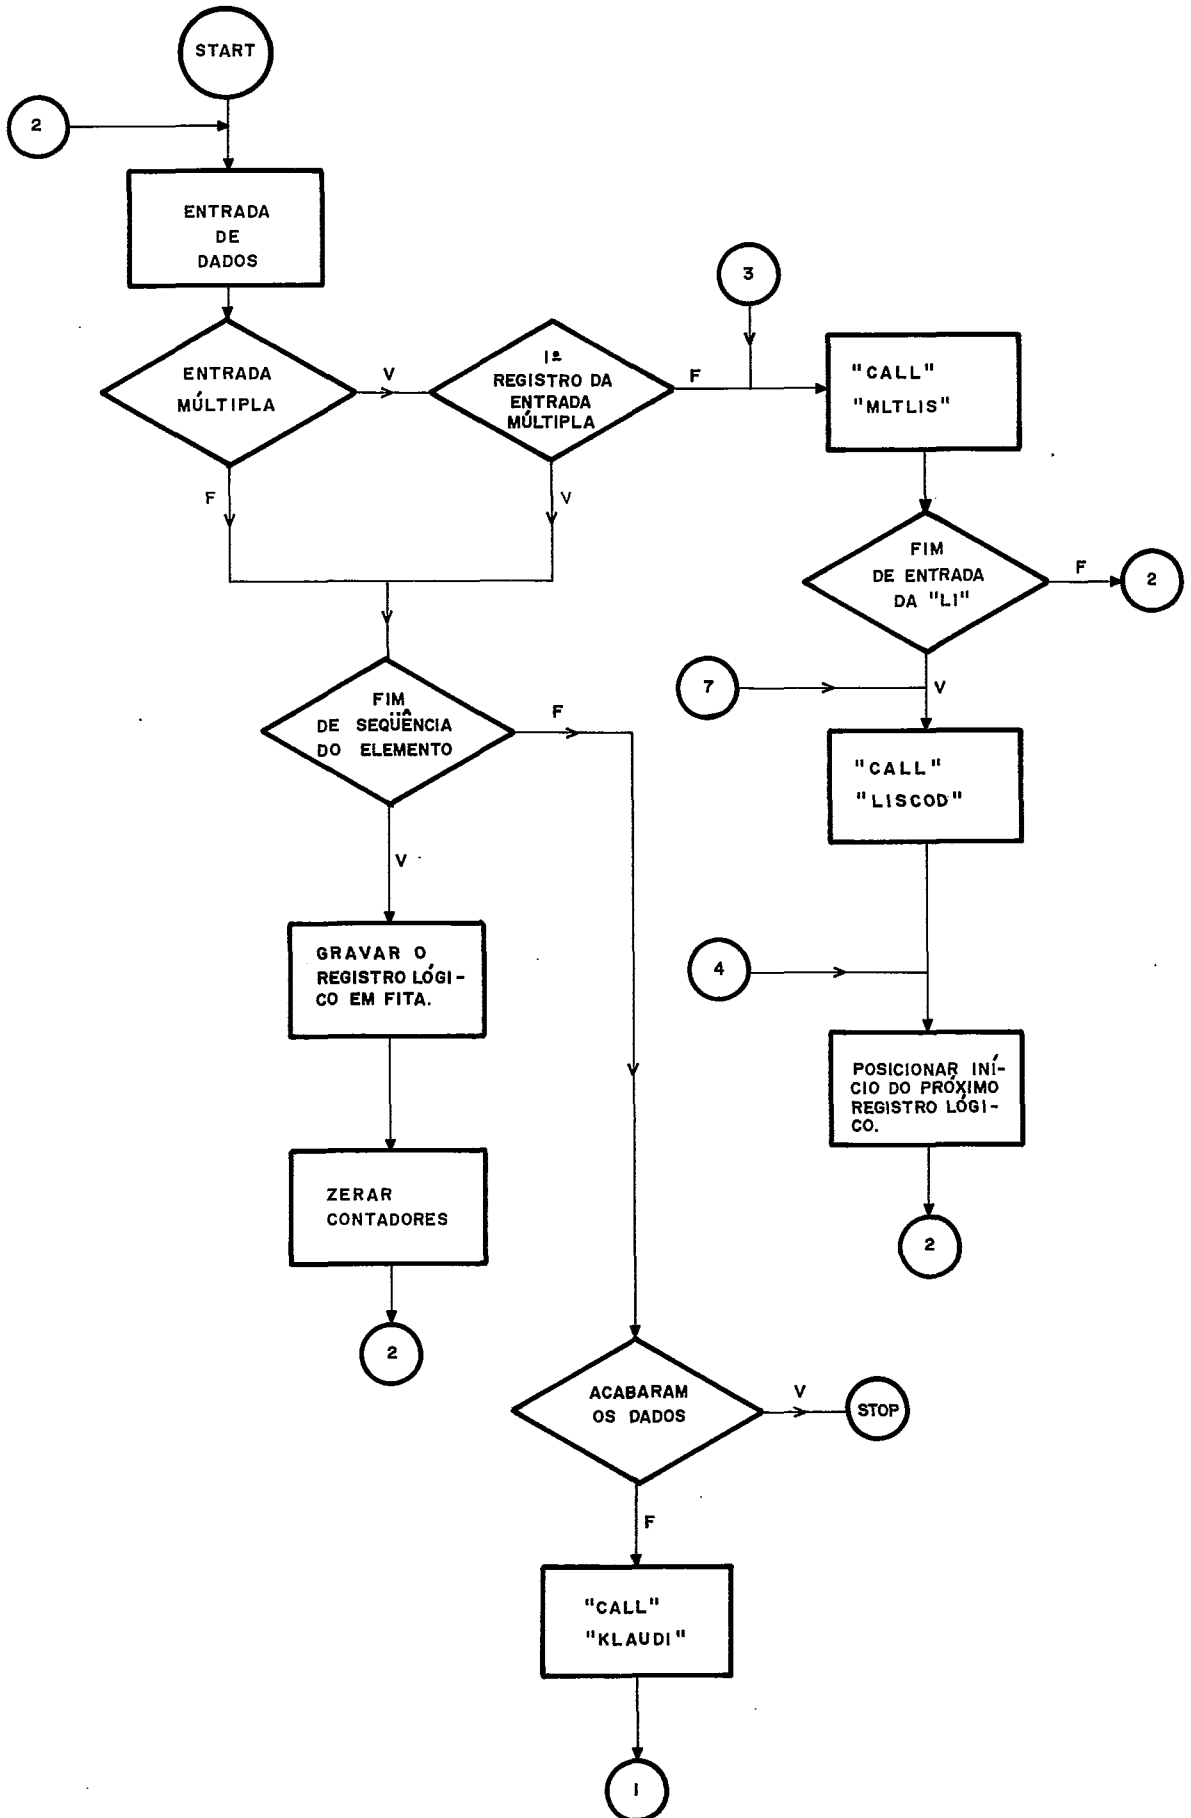 START
2
ENTRADA
DE
DADOS
3
ENTRADA
MÚLTIPLA
V
1º
REGISTRO DA
ENTRADA
MÚLTIPLA
F
"CALL"
"MLTLIS"
F
V
FIM
DE ENTRADA
DA "LI"
F
2
7
V
FIM
DE SEQÜÊNCIA
DO ELEMENTO
F
"CALL"
"LISCOD"
V
GRAVAR O
REGISTRO LÓGI-
CO EM FITA.
4
POSICIONAR INÍ-
CIO DO PRÓXIMO
REGISTRO LÓGI-
CO.
ZERAR
CONTADORES
2
2
ACABARAM
OS DADOS
V
STOP
F
"CALL"
"KLAUDI"
1